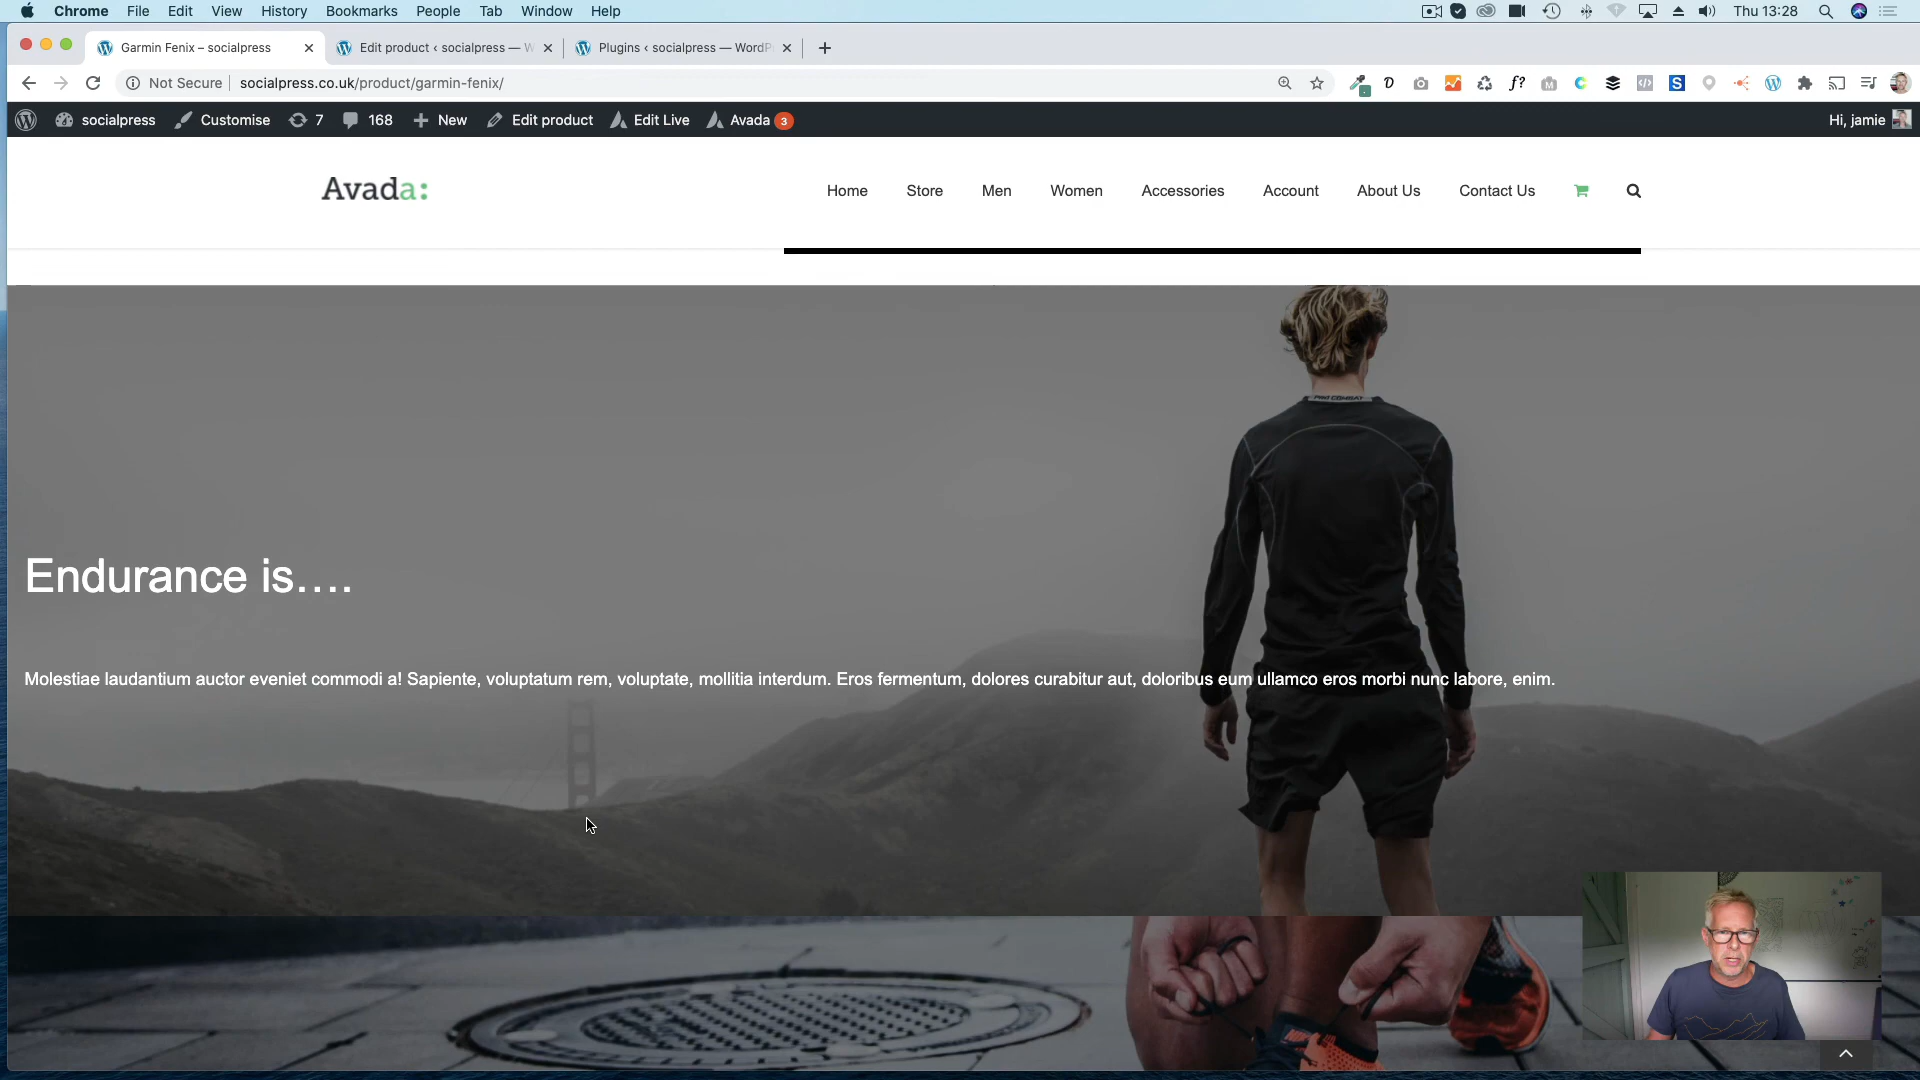 Chrome File Edit View History Bookmarks People Tab Window Help Thu 13:28
Garmin Fenix – socialpress Edit product ‹ socialpress — W Plugins ‹ socialpress — WordP
Not Secure socialpress.co.uk/product/garmin-fenix/
socialpress Customise 7 168 New Edit product Edit Live Avada 3 Hi, jamie
Avada: Home Store Men Women Accessories Account About Us Contact Us
Endurance is....
Molestiae laudantium auctor eveniet commodi a! Sapiente, voluptatum rem, voluptate, mollitia interdum. Eros fermentum, dolores curabitur aut, doloribus eum ullamco eros morbi nunc labore, enim.